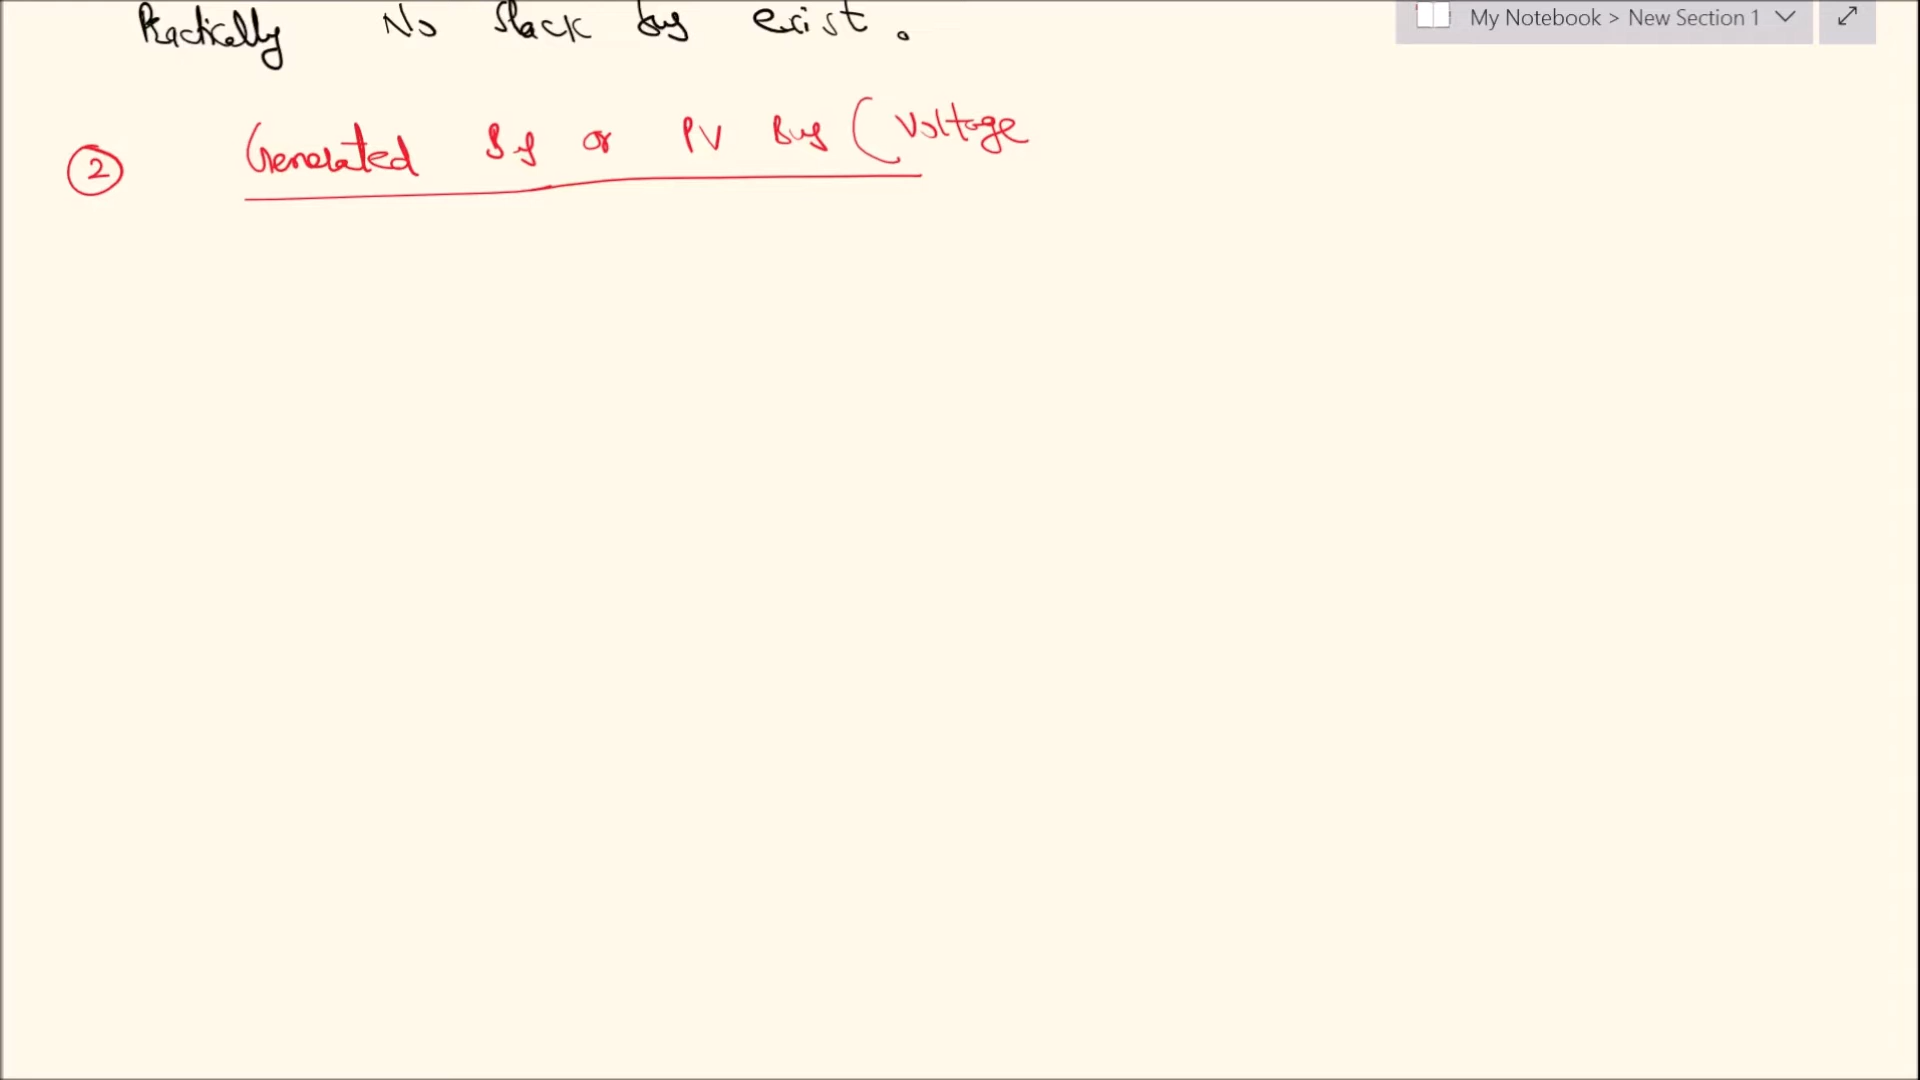 Practically No Slack bus exist.
My Notebook > New Section 1
2 Generated Bus or PV Bus (Voltage